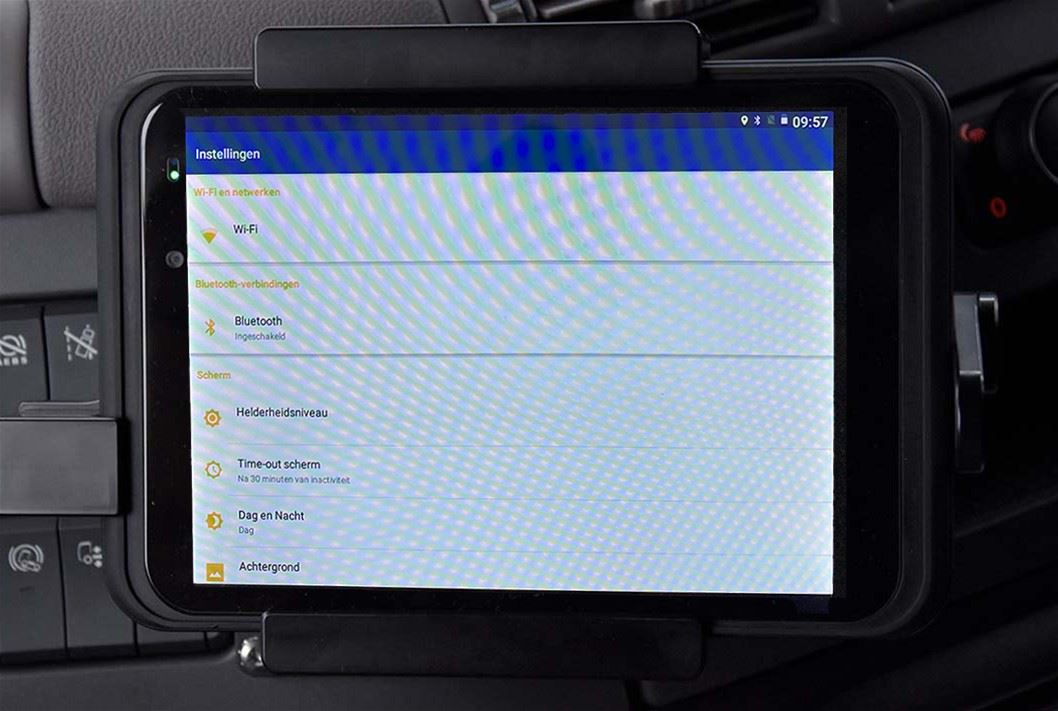 09:57
Instellingen
Wi-Fi en netwerken
Wi-Fi
Bluetooth-verbindingen
Bluetooth
Ingeschakeld
Scherm
Helderheidsniveau
Time-out scherm
Na 30 minuten van inactiviteit
Dag en Nacht
Dag
Achtergrond
0